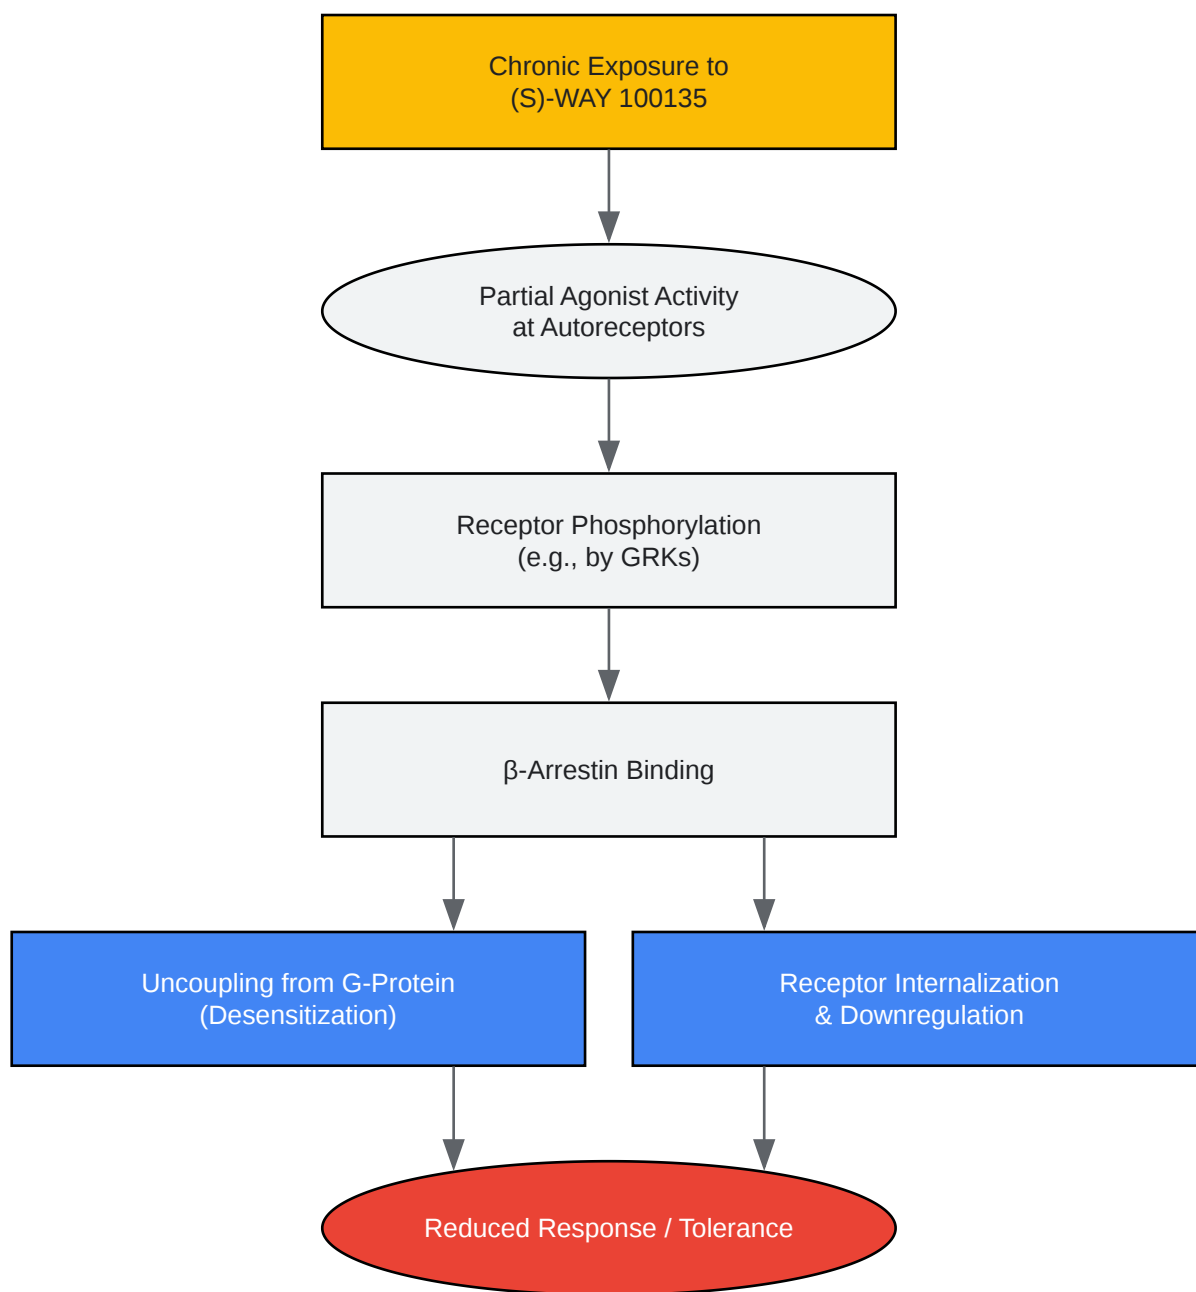 Chronic Exposure to
(S)-WAY 100135
Partial Agonist Activity
at Autoreceptors
Receptor Phosphorylation
(e.g., by GRKs)
β-Arrestin Binding
Uncoupling from G-Protein
(Desensitization)
Receptor Internalization
& Downregulation
Reduced Response / Tolerance